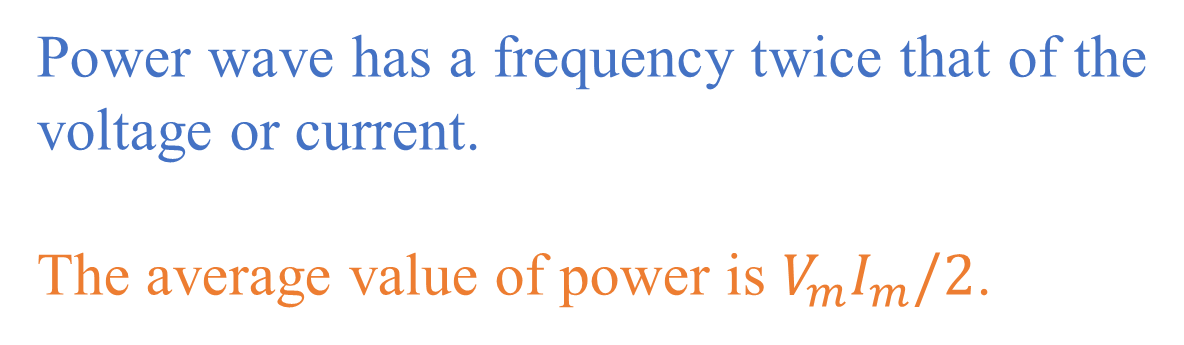 Power wave has a frequency twice that of the
voltage or current.
The average value of power is VₘIₘ/2.